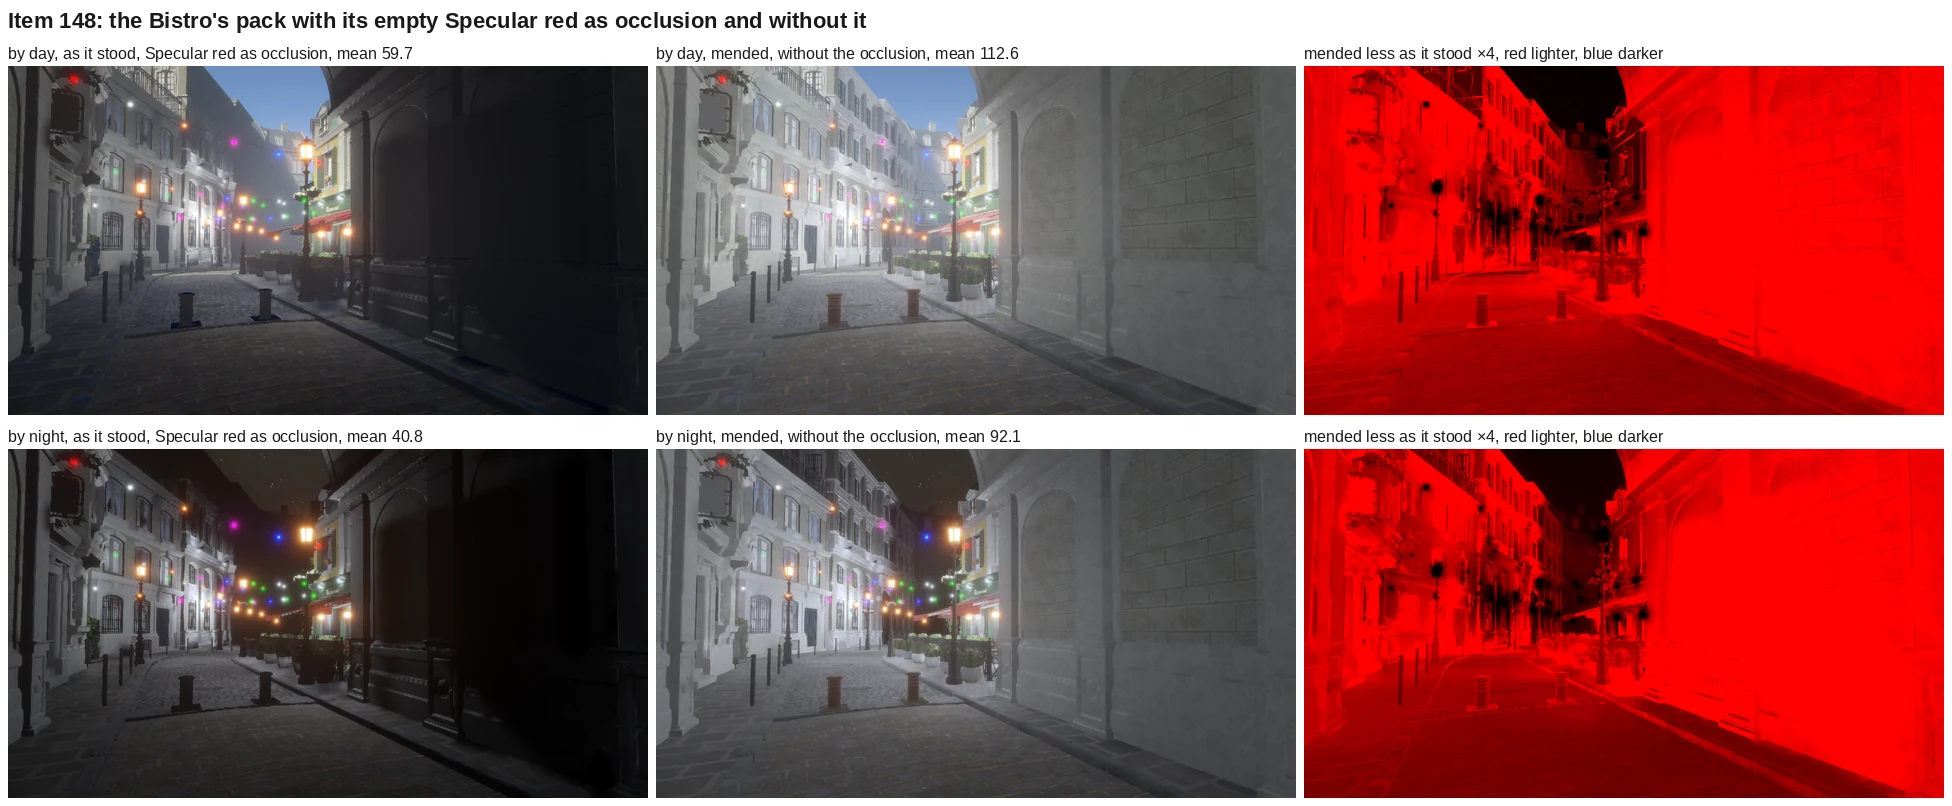 Item 148: the Bistro's pack with its empty Specular red as occlusion and without it
by day, as it stood, Specular red as occlusion, mean 59.7
by day, mended, without the occlusion, mean 112.6
mended less as it stood ×4, red lighter, blue darker
by night, as it stood, Specular red as occlusion, mean 40.8
by night, mended, without the occlusion, mean 92.1
mended less as it stood ×4, red lighter, blue darker